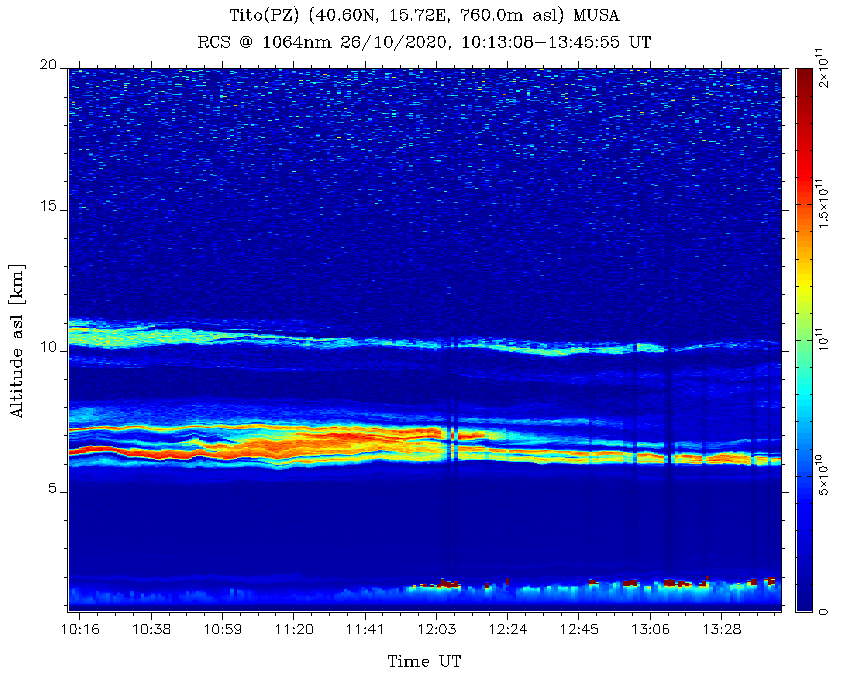 Tito(PZ) (40.60N, 15.72E, 760.0m asl) MUSA
RCS @ 1064nm 26/10/2020, 10:13:08−13:45:55 UT
20
15
10
5
Altitude asl [km]
10:16 10:38 10:59 11:20 11:41 12:03 12:24 12:45 13:06 13:28
Time UT
2×10¹¹
1.5×10¹¹
10¹¹
5×10¹⁰
0